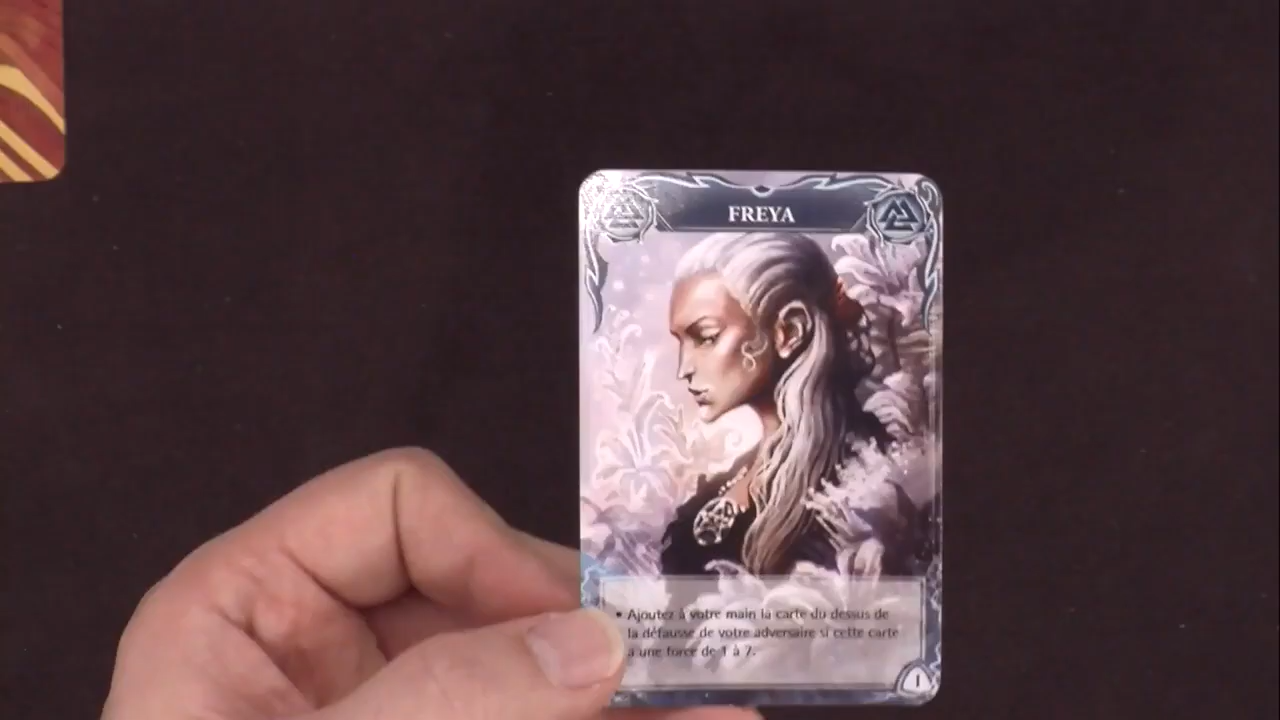 FREYA
• Ajoutez à votre main la carte du dessus de
la défausse de votre adversaire si cette carte
a une force de 1 à 7.
1